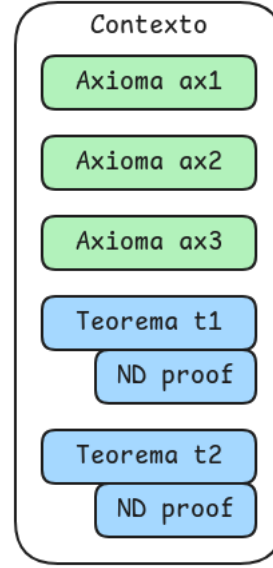 Contexto
Axioma ax1
Axioma ax2
Axioma ax3
Teorema t1
ND proof
Teorema t2
ND proof